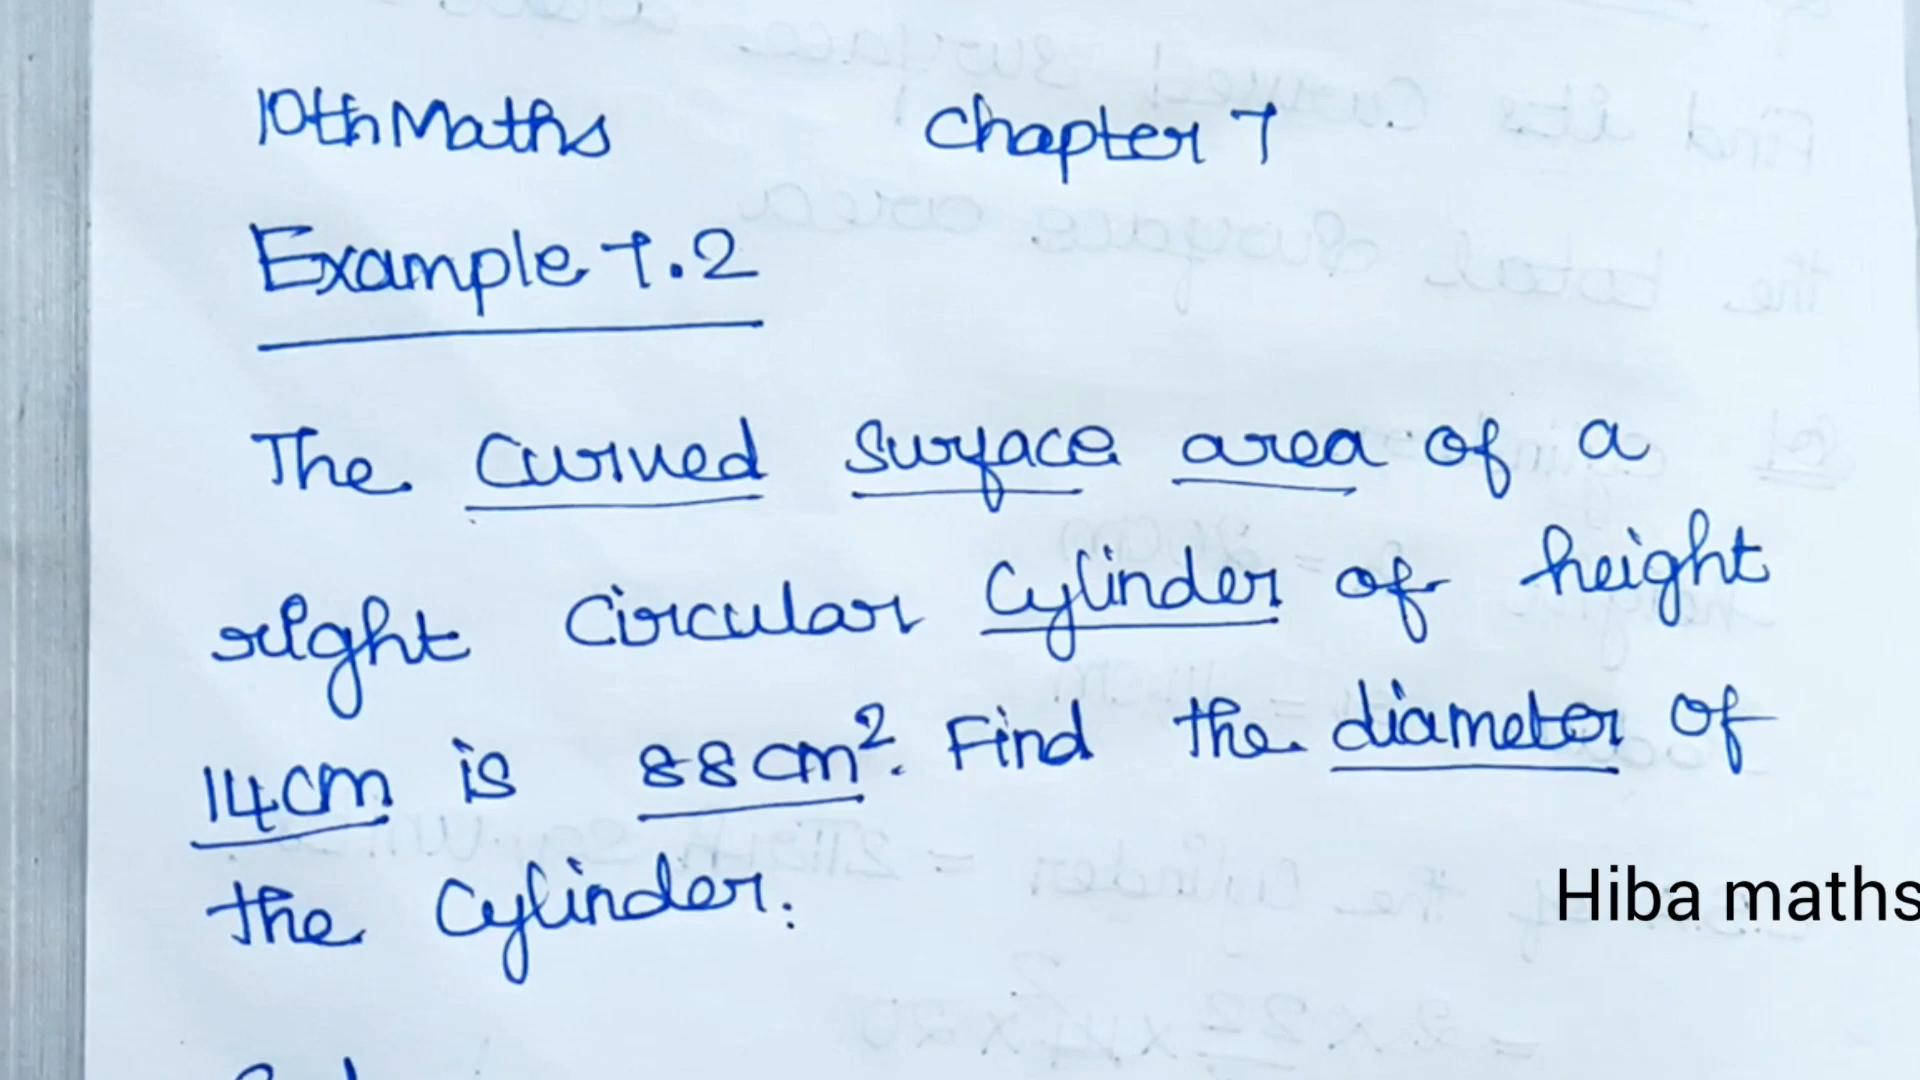 10th Maths Chapter 7
Example 7.2
The curved surface area of a
right circular cylinder of height
14cm is 88cm². Find the diameter of
the cylinder.
Hiba maths